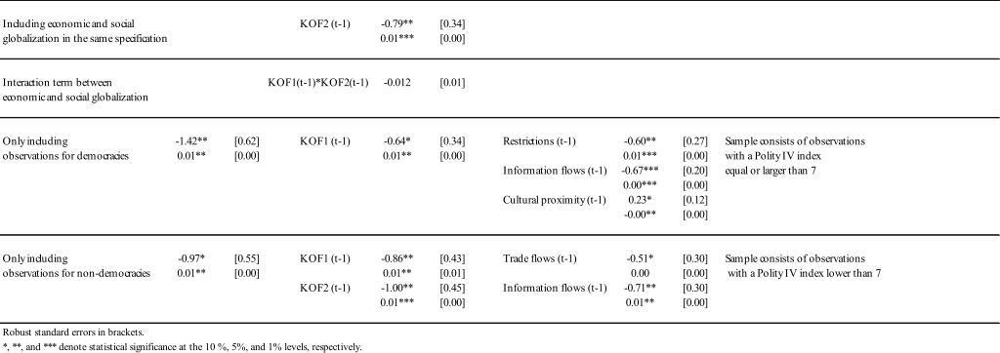 Including economic and social KOF2 (t-1) -0.79** [0.34]
globalization in the same specification 0.01*** [0.00]
Interaction term between KOF1(t-1)*KOF2(t-1) -0.012 [0.01]
economic and social globalization
Only including -1.42** [0.62] KOF1 (t-1) -0.64* [0.34] Restrictions (t-1) -0.60** [0.27] Sample consists of observations
observations for democracies 0.01** [0.00] 0.01** [0.00] 0.01*** [0.00] with a Polity IV index
Information flows (t-1) -0.67*** [0.20] equal or larger than 7
0.00*** [0.00]
Cultural proximity (t-1) 0.23* [0.12]
-0.00** [0.00]
Only including -0.97* [0.55] KOF1 (t-1) -0.86** [0.43] Trade flows (t-1) -0.51* [0.30] Sample consists of observations
observations for non-democracies 0.01** [0.00] 0.01** [0.01] 0.00 [0.00] with a Polity IV index lower than 7
KOF2 (t-1) -1.00** [0.45] Information flows (t-1) -0.71** [0.30]
0.01*** [0.00] 0.01** [0.00]
Robust standard errors in brackets.
*, **, and *** denote statistical significance at the 10 %, 5%, and 1% levels, respectively.